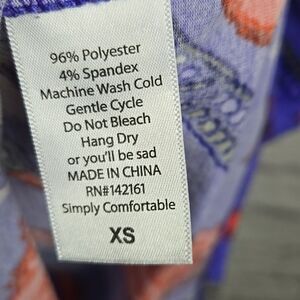 96% Polyester
4% Spandex
Machine Wash Cold
Gentle Cycle
Do Not Bleach
Hang Dry
or you'll be sad
MADE IN CHINA
RN#142161
Simply Comfortable
XS